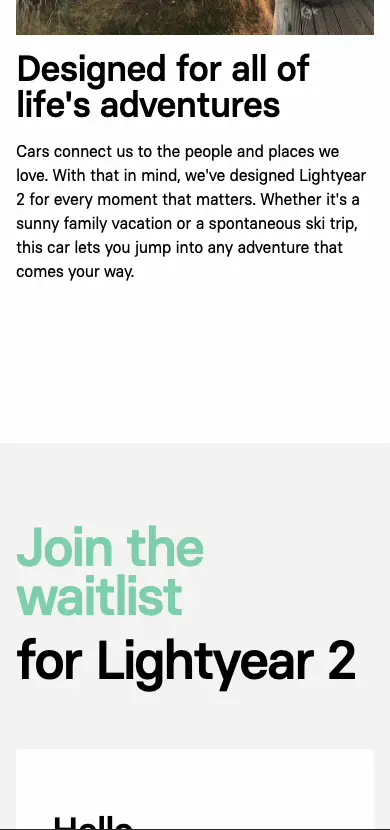 Designed for all of
life's adventures
Cars connect us to the people and places we
love. With that in mind, we've designed Lightyear
2 for every moment that matters. Whether it's a
sunny family vacation or a spontaneous ski trip,
this car lets you jump into any adventure that
comes your way.
Join the
waitlist
for Lightyear 2
Hello